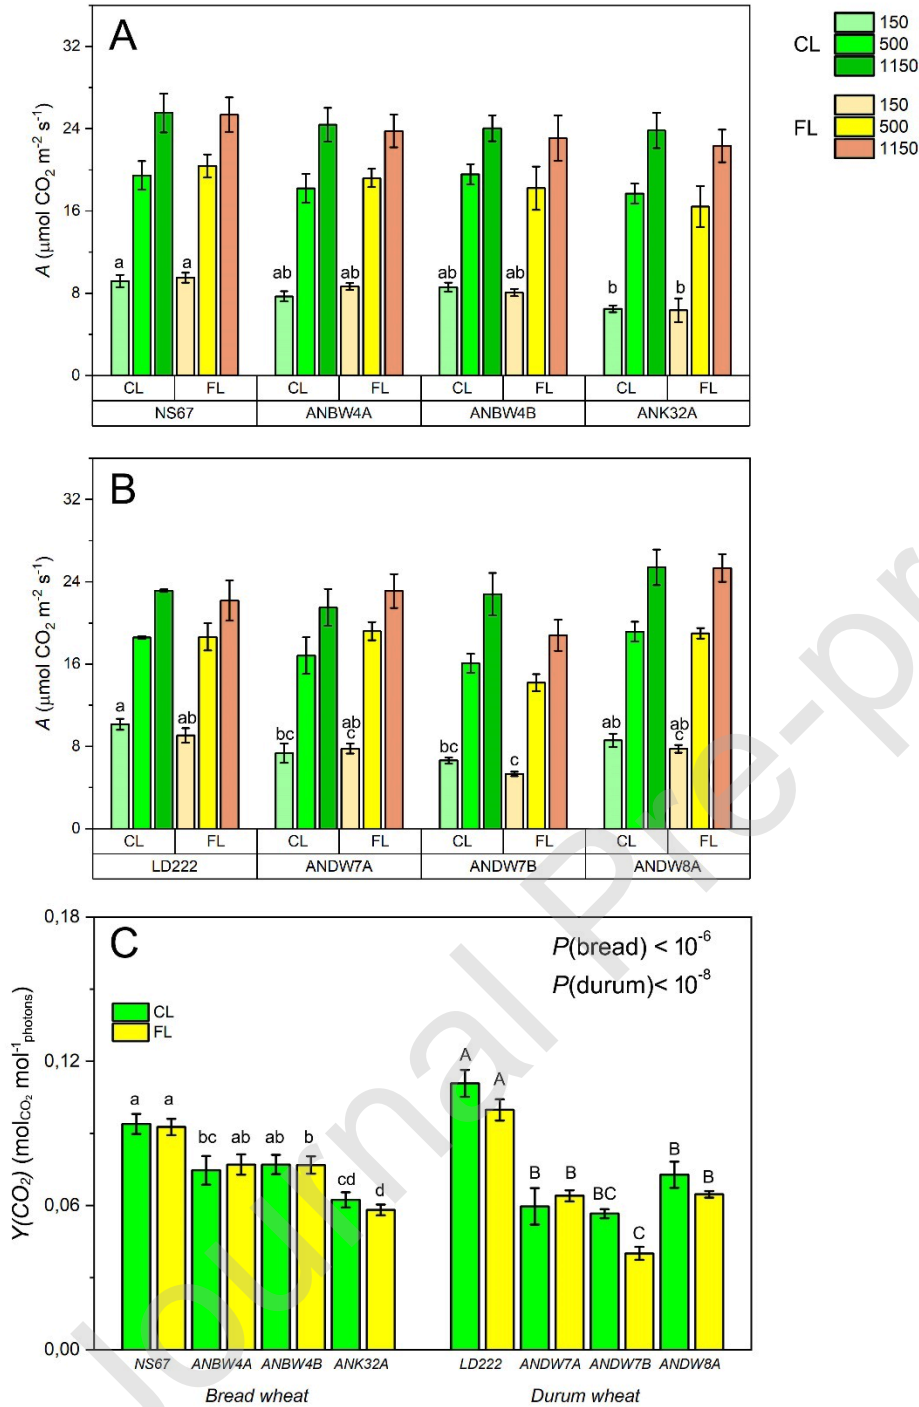 A
CL
150
500
1150
FL
150
500
1150
A (μmol CO2 m-2 s-1)
32
24
16
8
0
a a ab ab ab ab b b
CL FL CL FL CL FL CL FL
NS67 ANBW4A ANBW4B ANK32A
B
A (μmol CO2 m-2 s-1)
32
24
16
8
0
a ab bc ab c bc c ab ab c
CL FL CL FL CL FL CL FL
LD222 ANDW7A ANDW7B ANDW8A
C
P(bread) < 10-6
P(durum)< 10-8
CL
FL
Y(CO2) (molCO2 mol-1photons)
0,18
0,12
0,06
0,00
a a bc ab ab b cd d A A B B BC C B B
NS67 ANBW4A ANBW4B ANK32A LD222 ANDW7A ANDW7B ANDW8A
Bread wheat Durum wheat
Journal Pre-pr